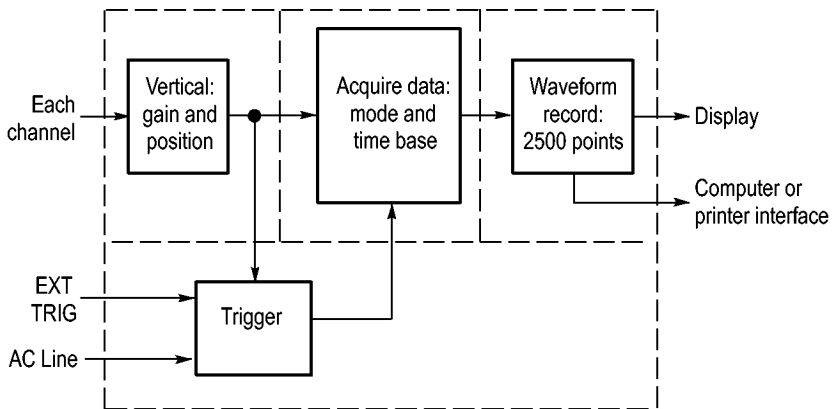 Each
channel
Vertical:
gain and
position
Acquire data:
mode and
time base
Waveform
record:
2500 points
Display
Computer or
printer interface
EXT
TRIG
AC Line
Trigger